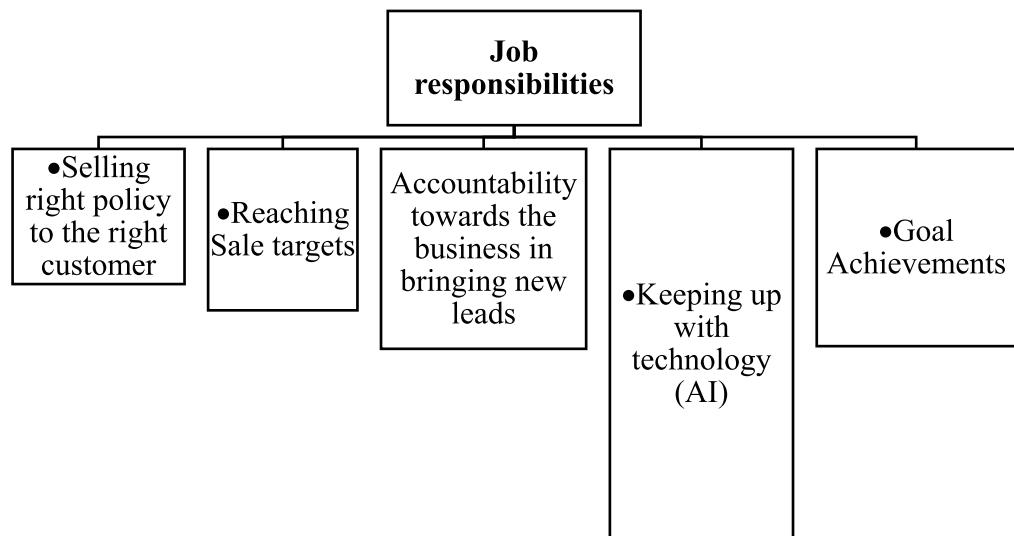 Job
responsibilities
•Selling
right policy
to the right
customer
•Reaching
Sale targets
Accountability
towards the
business in
bringing new
leads
•Keeping up
with
technology
(AI)
•Goal
Achievements